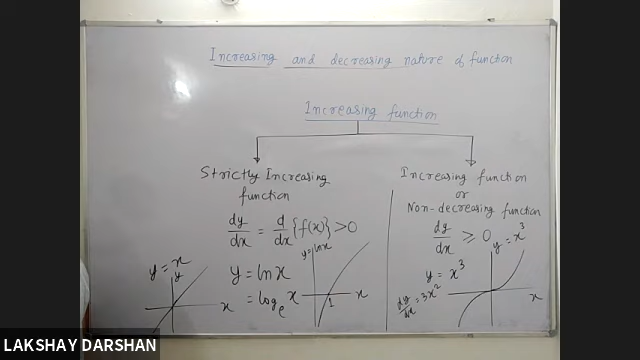 Increasing and decreasing nature of function
Increasing function
Strictly Increasing
function
dy/dx = d/dx {f(x)} > 0
y = x
y
x
y = ln x
= logₑ x
y = ln x
1
x
Increasing function
or
Non-decreasing function
dy/dx ⩾ 0
y = x³
y = x³
dy/dx = 3x²
x
LAKSHAY DARSHAN